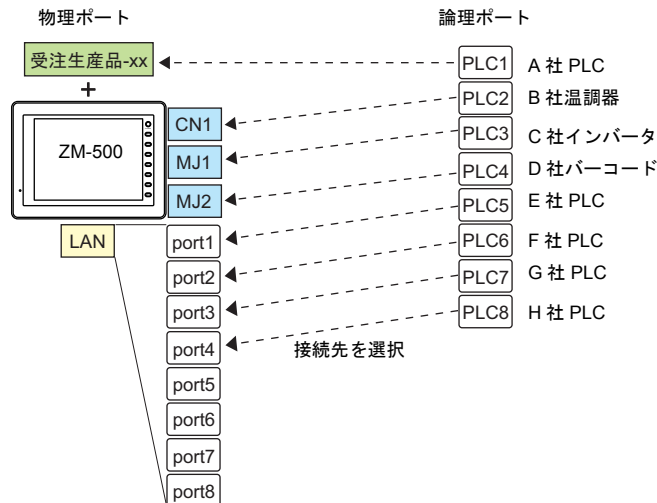 物理ポート
論理ポート
受注生産品-xx
PLC1 A 社 PLC
+
PLC2 B 社温調器
CN1
ZM-500
PLC3 C 社インバータ
MJ1
PLC4 D 社バーコード
MJ2
PLC5 E 社 PLC
LAN
port1
PLC6 F 社 PLC
port2
PLC7 G 社 PLC
port3
PLC8 H 社 PLC
port4
接続先を選択
port5
port6
port7
port8